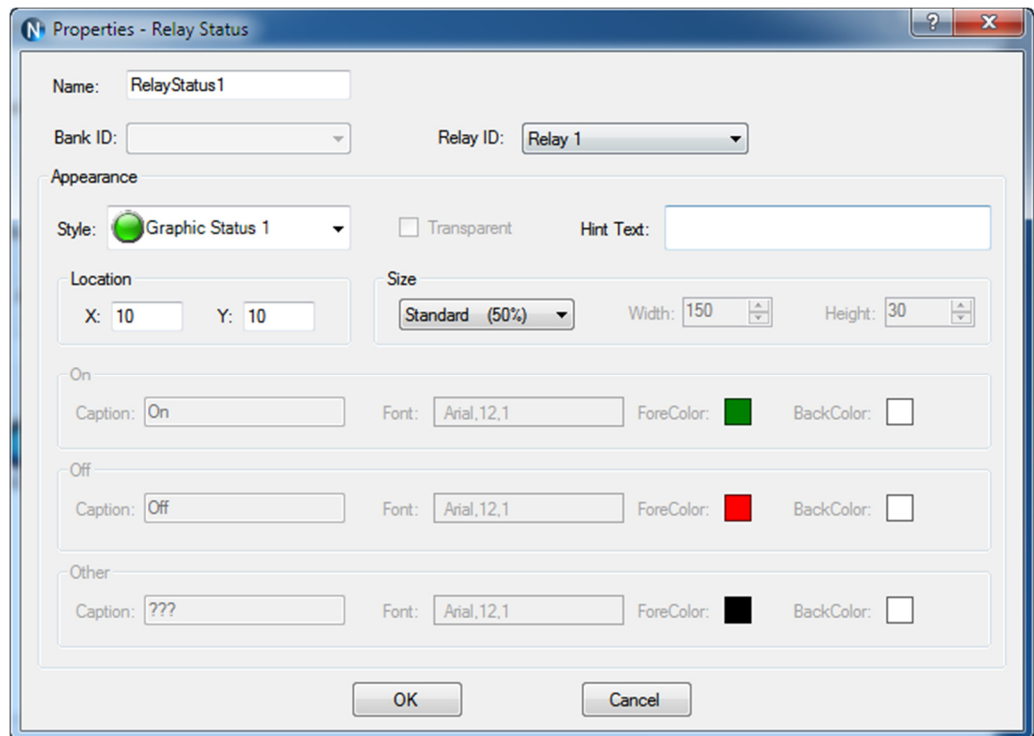 N Properties - Relay Status ?
Name: RelayStatus1
Bank ID: Relay ID: Relay 1
Appearance
Style: Graphic Status 1 Transparent Hint Text:
Location Size
X: 10 Y: 10 Standard (50%) Width: 150 Height: 30
On
Caption: On Font: Arial,12,1 ForeColor: BackColor:
Off
Caption: Off Font: Arial,12,1 ForeColor: BackColor:
Other
Caption: ??? Font: Arial,12,1 ForeColor: BackColor:
OK Cancel